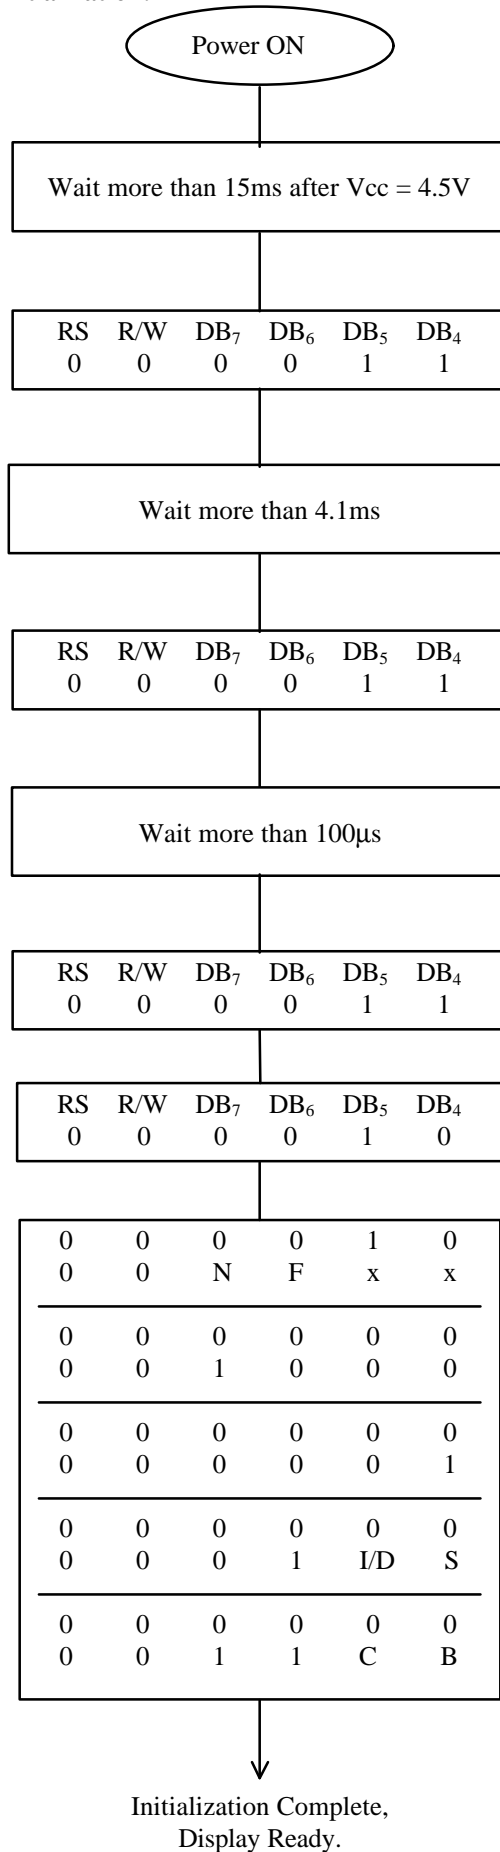 Power ON
Wait more than 15ms after Vcc = 4.5V
RS R/W DB₇ DB₆ DB₅ DB₄
0 0 0 0 1 1
Wait more than 4.1ms
RS R/W DB₇ DB₆ DB₅ DB₄
0 0 0 0 1 1
Wait more than 100µs
RS R/W DB₇ DB₆ DB₅ DB₄
0 0 0 0 1 1
RS R/W DB₇ DB₆ DB₅ DB₄
0 0 0 0 1 0
0 0 0 0 1 0
0 0 N F x x
0 0 0 0 0 0
0 0 1 0 0 0
0 0 0 0 0 0
0 0 0 0 0 1
0 0 0 0 0 0
0 0 0 1 I/D S
0 0 0 0 0 0
0 0 1 1 C B
Initialization Complete,
Display Ready.